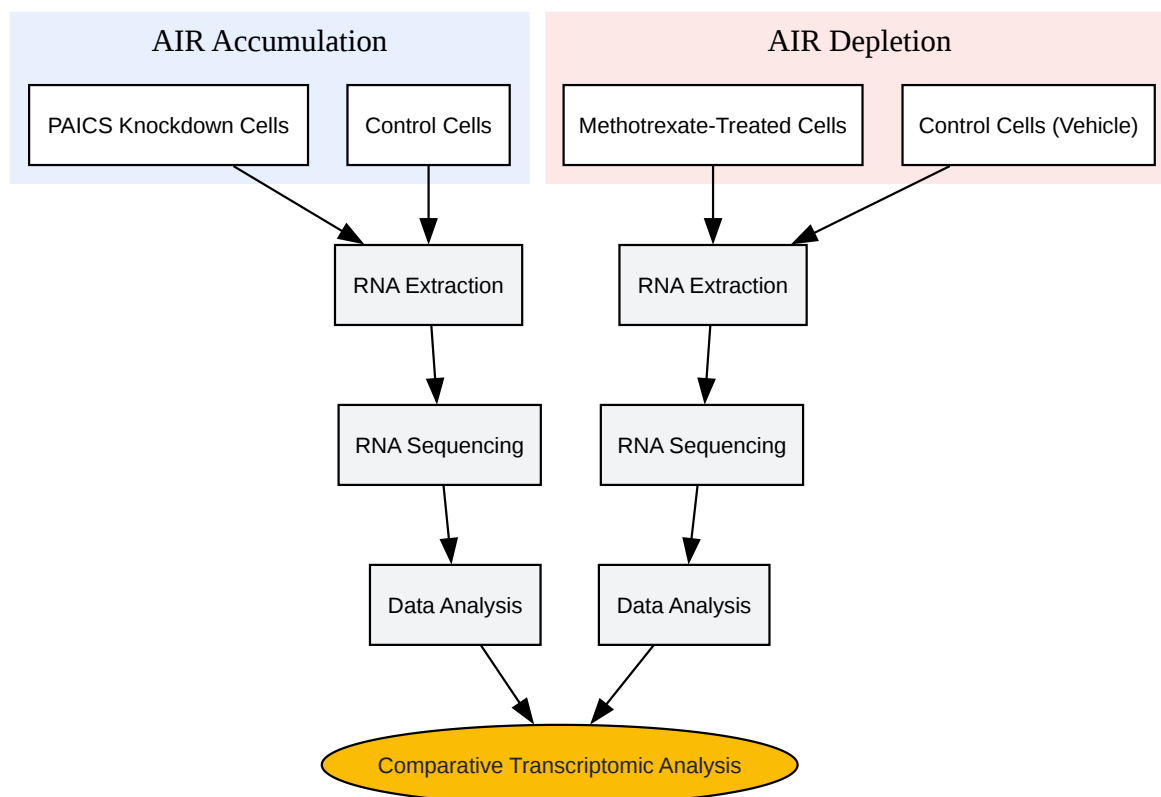 AIR Accumulation
AIR Depletion
PAICS Knockdown Cells
Control Cells
Methotrexate-Treated Cells
Control Cells (Vehicle)
RNA Extraction
RNA Extraction
RNA Sequencing
RNA Sequencing
Data Analysis
Data Analysis
Comparative Transcriptomic Analysis